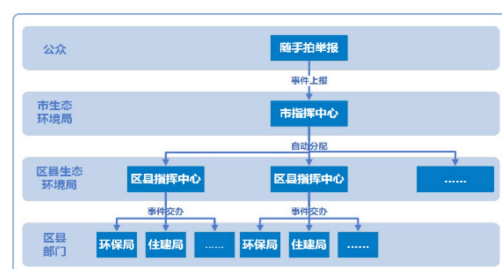 公众
随手拍举报
事件上报
市生态
环境局
市指挥中心
自动分配
区县生态
环境局
区县指挥中心
区县指挥中心
......
事件交办
事件交办
区县
部门
环保局
住建局
......
环保局
住建局
......